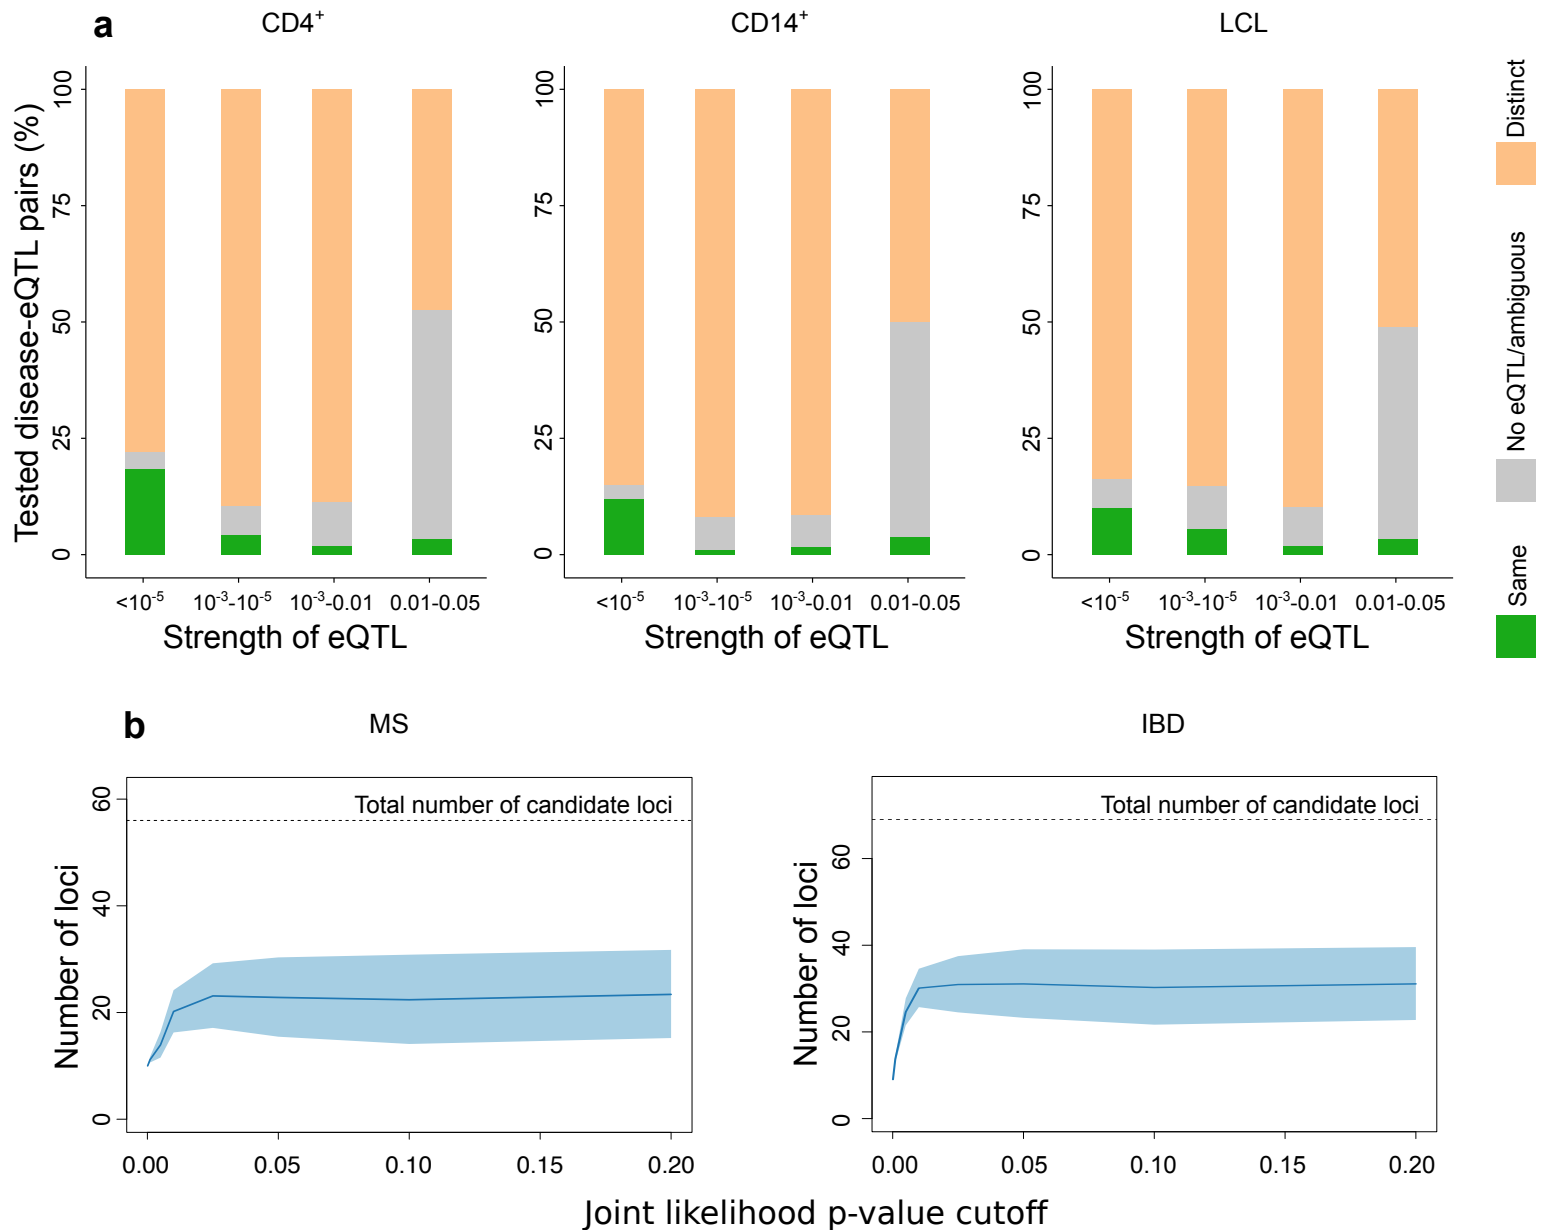 a
CD4⁺
CD14⁺
LCL
Tested disease-eQTL pairs (%)
100
75
50
25
0
<10⁻⁵
10⁻³-10⁻⁵
10⁻³-0.01
0.01-0.05
Strength of eQTL
100
75
50
25
0
<10⁻⁵
10⁻³-10⁻⁵
10⁻³-0.01
0.01-0.05
Strength of eQTL
100
75
50
25
0
<10⁻⁵
10⁻³-10⁻⁵
10⁻³-0.01
0.01-0.05
Strength of eQTL
Distinct
No eQTL/ambiguous
Same
b
MS
Total number of candidate loci
Number of loci
60
40
20
0
0.00
0.05
0.10
0.15
0.20
IBD
Total number of candidate loci
Number of loci
60
40
20
0
0.00
0.05
0.10
0.15
0.20
Joint likelihood p-value cutoff